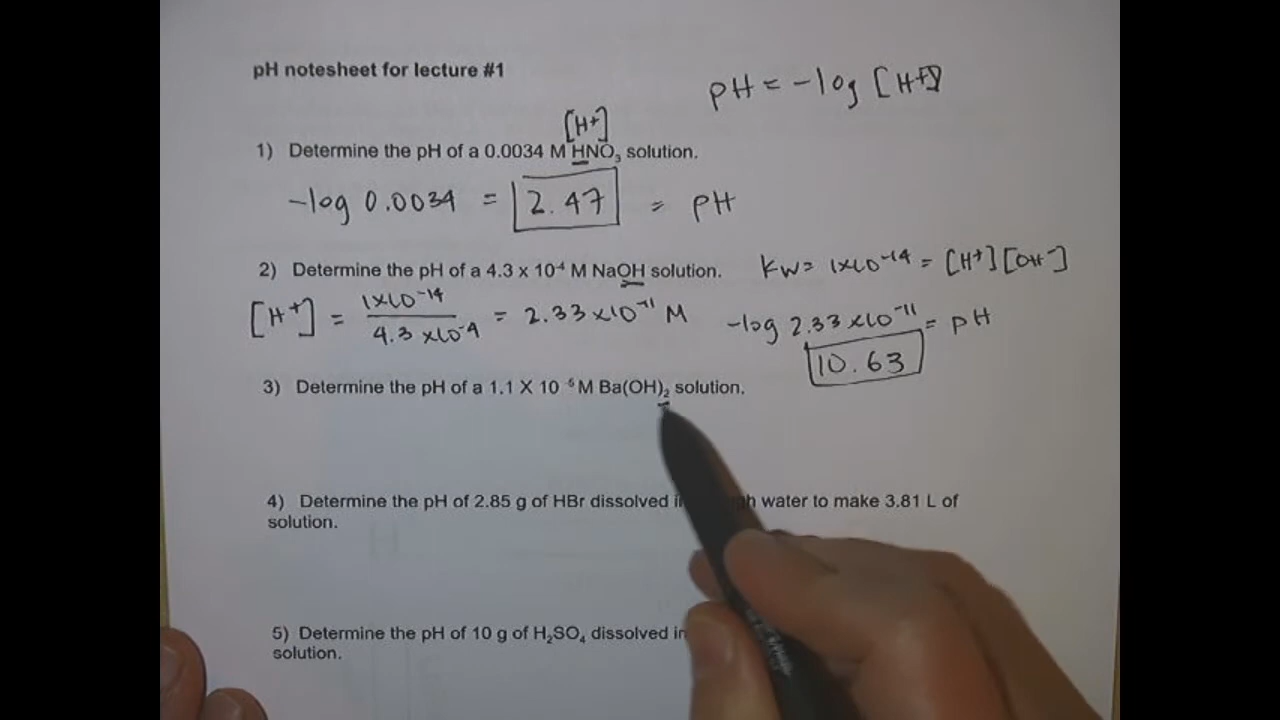 pH notesheet for lecture #1
pH = -log [H+]
[H+]
1) Determine the pH of a 0.0034 M HNO₃ solution.
-log 0.0034 = 2.47 = pH
2) Determine the pH of a 4.3 x 10⁻⁴ M NaOH solution.
Kw = 1x10⁻¹⁴ = [H⁺][OH⁻]
[H⁺] = 1x10⁻¹⁴ / 4.3 x10⁻⁴ = 2.33 x10⁻¹¹ M
-log 2.33 x10⁻¹¹ = pH
10.63
3) Determine the pH of a 1.1 X 10 ⁻⁶ M Ba(OH)₂ solution.
4) Determine the pH of 2.85 g of HBr dissolved water to make 3.81 L of
solution.
5) Determine the pH of 10 g of H₂SO₄ dissolved in
solution.